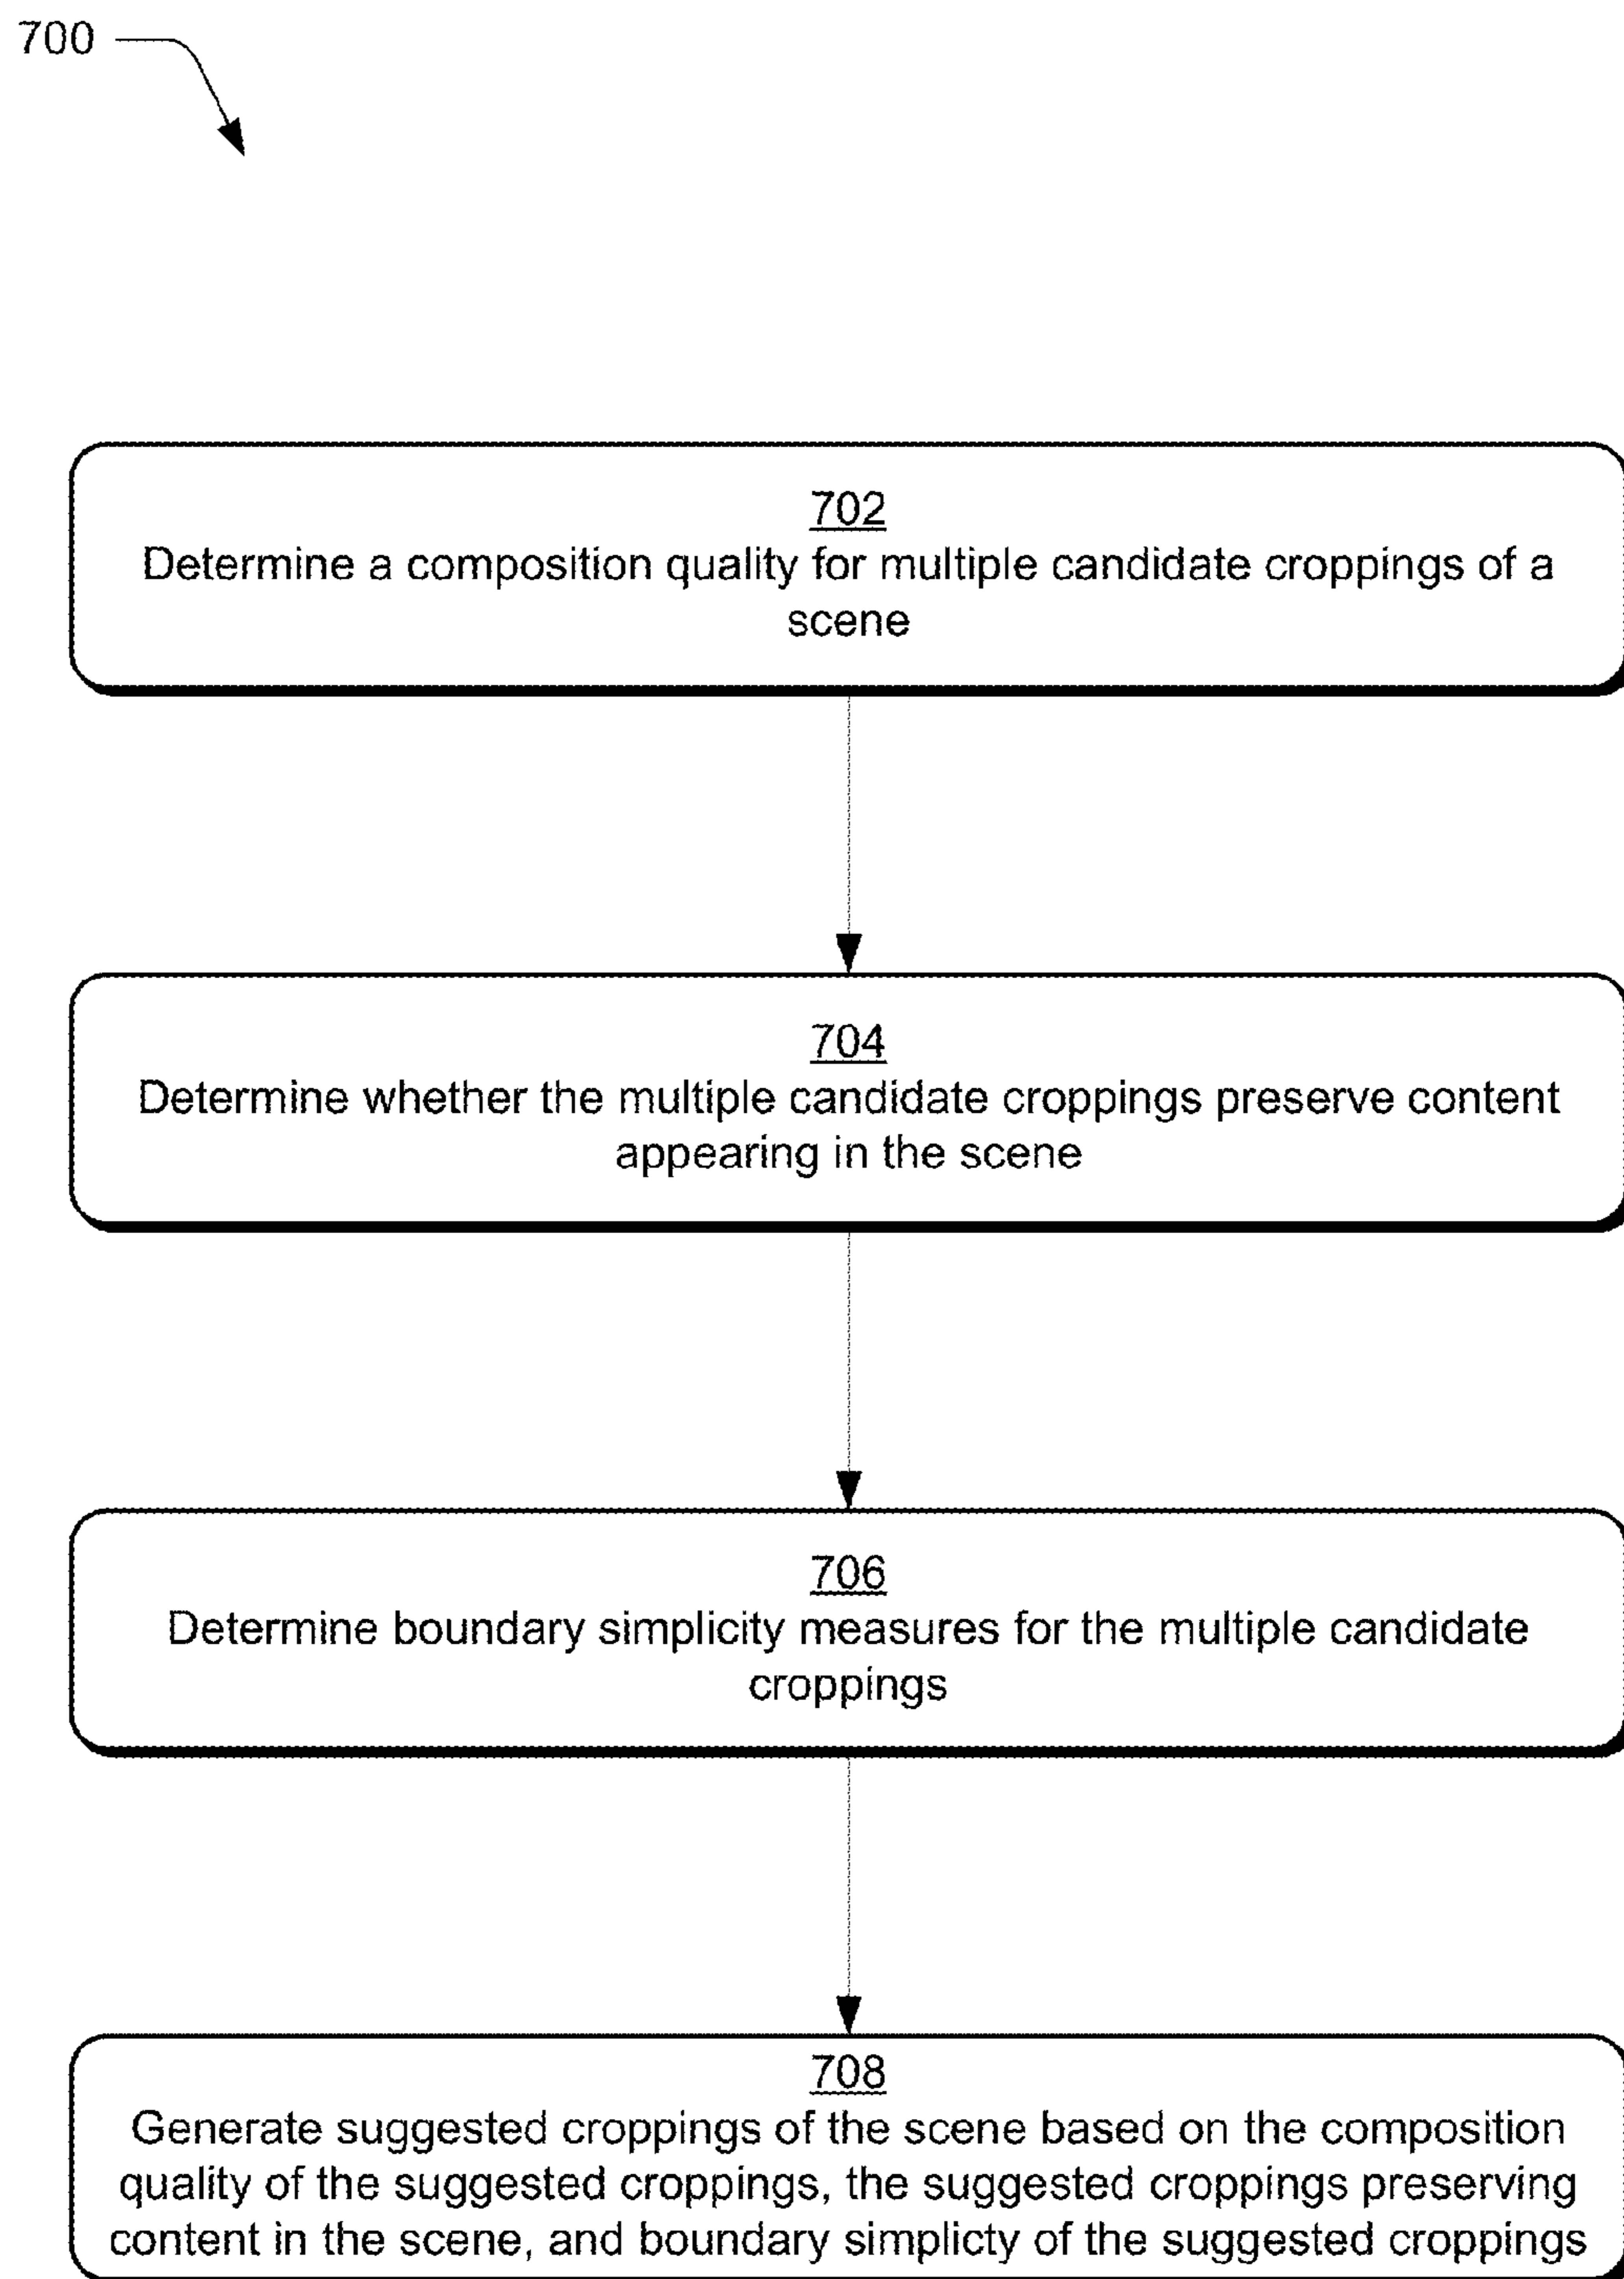 700
702
Determine a composition quality for multiple candidate croppings of a
scene
704
Determine whether the multiple candidate croppings preserve content
appearing in the scene
706
Determine boundary simplicity measures for the multiple candidate
croppings
708
Generate suggested croppings of the scene based on the composition
quality of the suggested croppings, the suggested croppings preserving
content in the scene, and boundary simplicty of the suggested croppings